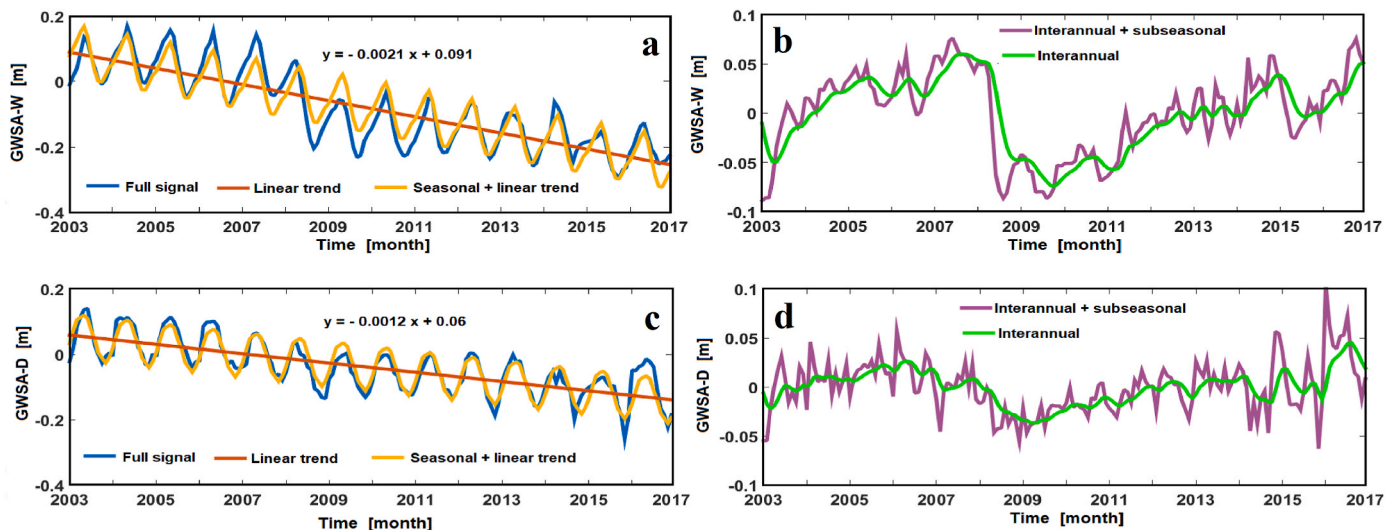 a
y = - 0.0021 x + 0.091
GWSA-W [m]
0.2
0
-0.2
-0.4
Full signal
Linear trend
Seasonal + linear trend
2003 2005 2007 2009 2011 2013 2015 2017
Time [month]
b
Interannual + subseasonal
Interannual
GWSA-W [m]
0.1
0.05
0
-0.05
-0.1
2003 2005 2007 2009 2011 2013 2015 2017
Time [month]
c
y = - 0.0012 x + 0.06
GWSA-D [m]
0.2
0
-0.2
-0.4
Full signal
Linear trend
Seasonal + linear trend
2003 2005 2007 2009 2011 2013 2015 2017
Time [month]
d
Interannual + subseasonal
Interannual
GWSA-D [m]
0.1
0.05
0
-0.05
-0.1
2003 2005 2007 2009 2011 2013 2015 2017
Time [month]